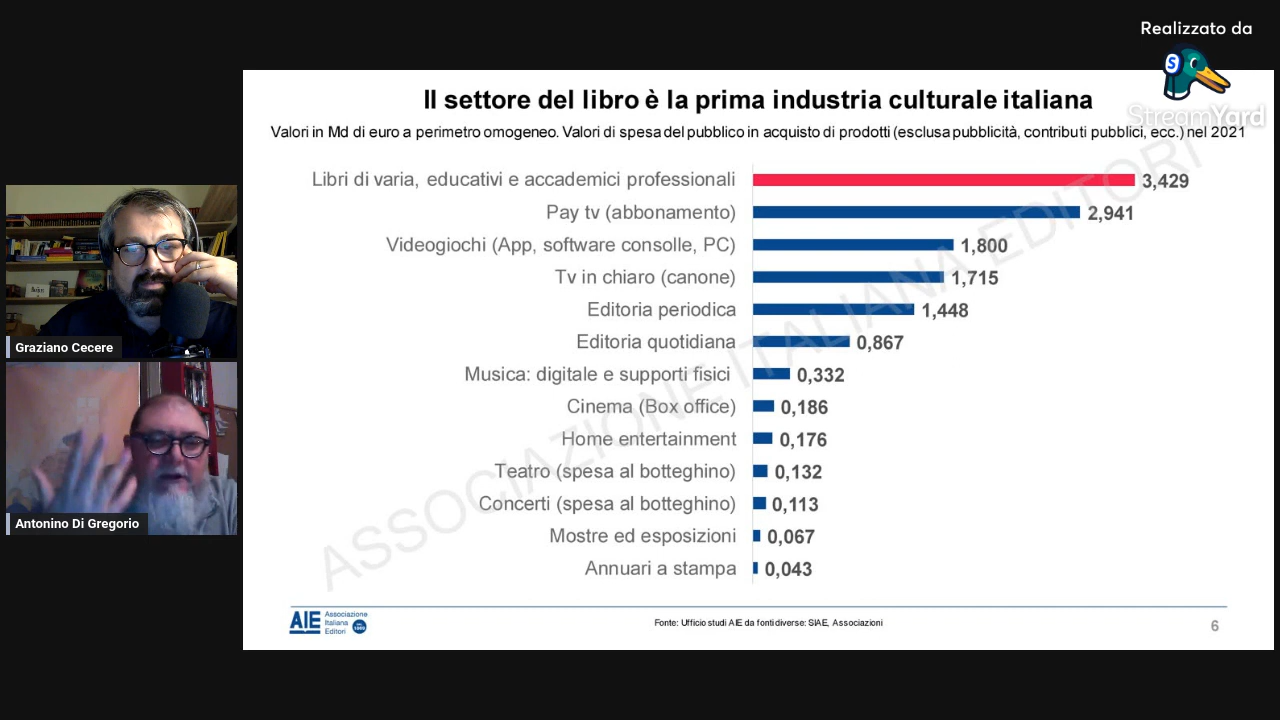 Realizzato da
StreamYard
Il settore del libro è la prima industria culturale italiana
Valori in Md di euro a perimetro omogeneo. Valori di spesa del pubblico in acquisto di prodotti (esclusa pubblicità, contributi pubblici, ecc.) nel 2021
Libri di varia, educativi e accademici professionali 3,429
Pay tv (abbonamento) 2,941
Videogiochi (App, software consolle, PC) 1,800
Tv in chiaro (canone) 1,715
Editoria periodica 1,448
Editoria quotidiana 0,867
Musica: digitale e supporti fisici 0,332
Cinema (Box office) 0,186
Home entertainment 0,176
Teatro (spesa al botteghino) 0,132
Concerti (spesa al botteghino) 0,113
Mostre ed esposizioni 0,067
Annuari a stampa 0,043
ASSOCIAZIONE ITALIANA EDITORI
AIE Associazione
Italiana
Editori
Fonte: Ufficio studi AIE da fonti diverse: SIAE, Associazioni
6
Graziano Cecere
Antonino Di Gregorio